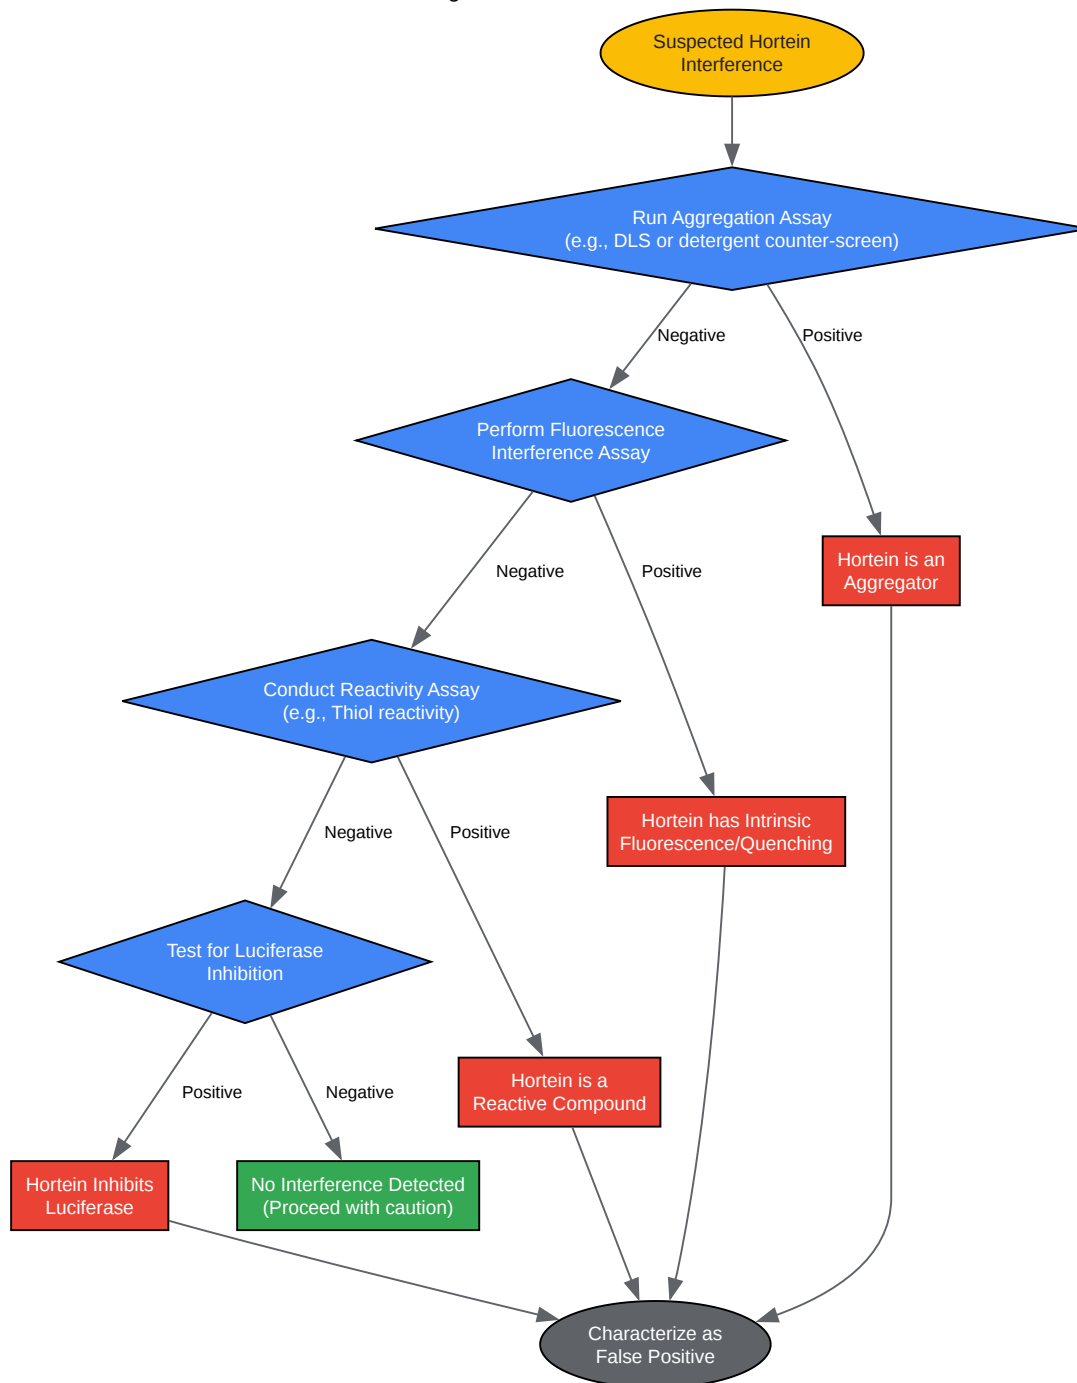 Suspected Hortein
Interference
Run Aggregation Assay
(e.g., DLS or detergent counter-screen)
Negative
Positive
Perform Fluorescence
Interference Assay
Negative
Positive
Hortein is an
Aggregator
Conduct Reactivity Assay
(e.g., Thiol reactivity)
Negative
Positive
Hortein has Intrinsic
Fluorescence/Quenching
Test for Luciferase
Inhibition
Positive
Negative
Hortein is a
Reactive Compound
Hortein Inhibits
Luciferase
No Interference Detected
(Proceed with caution)
Characterize as
False Positive